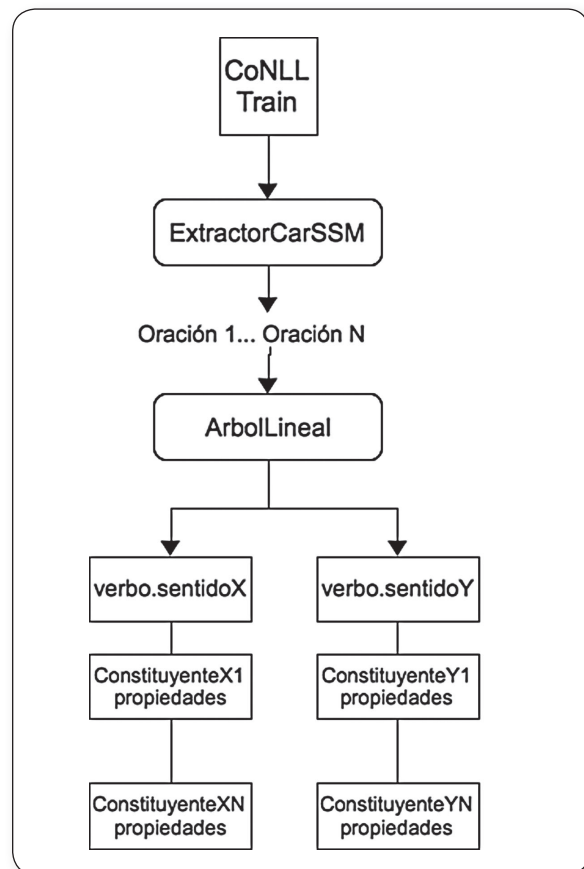 CoNLL
Train
ExtractorCarSSM
Oración 1... Oración N
ArbolLineal
verbo.sentidoX
verbo.sentidoY
ConstituyenteX1
propiedades
ConstituyenteY1
propiedades
ConstituyenteXN
propiedades
ConstituyenteYN
propiedades